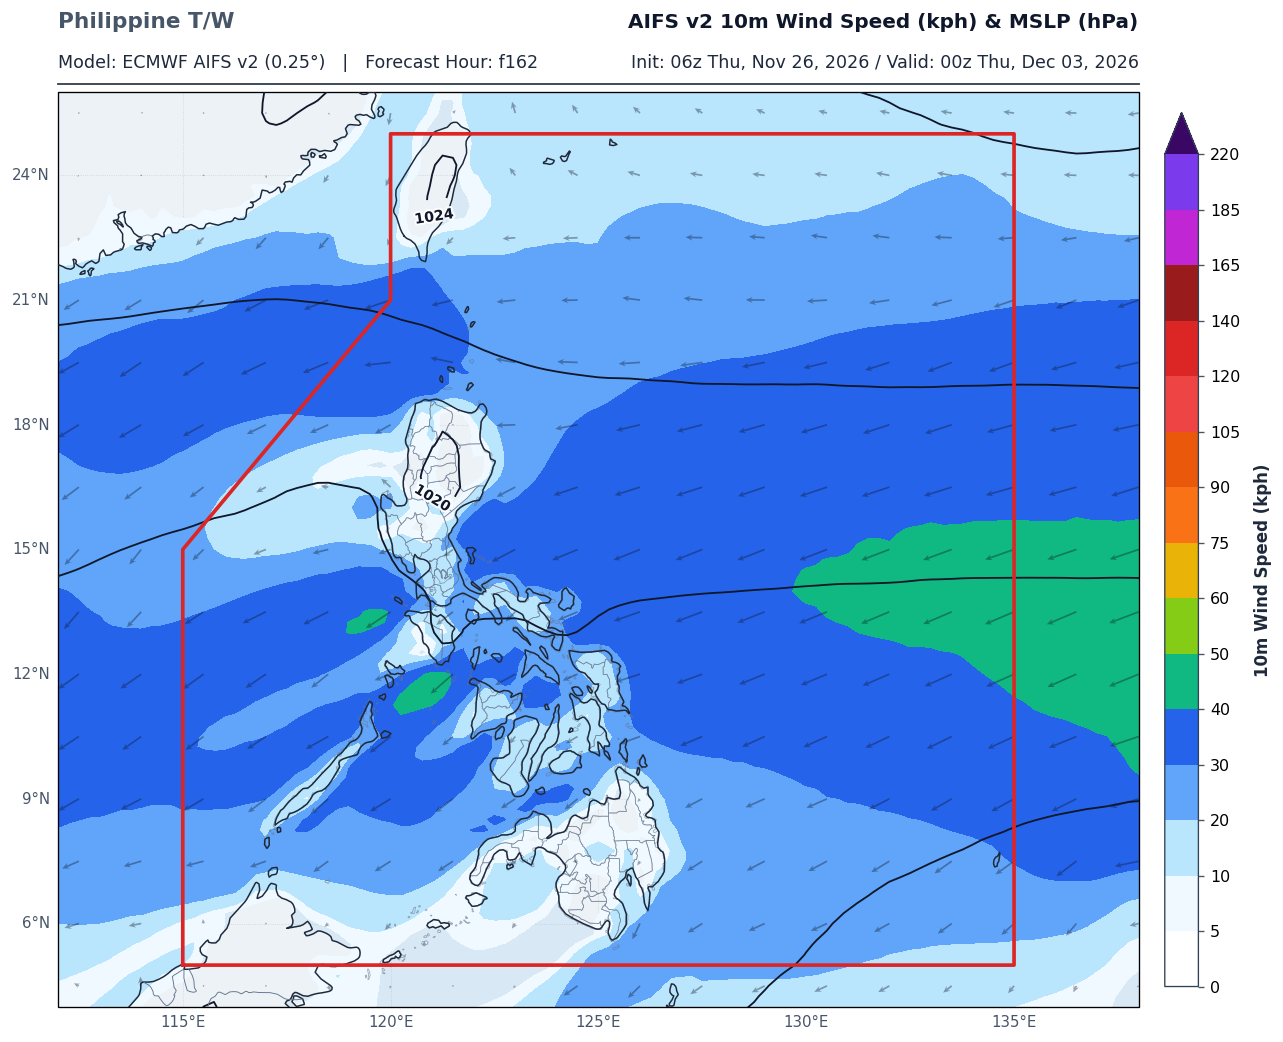 Philippine T/W
AIFS v2 10m Wind Speed (kph) & MSLP (hPa)
Model: ECMWF AIFS v2 (0.25°) | Forecast Hour: f162
Init: 06z Thu, Nov 26, 2026 / Valid: 00z Thu, Dec 03, 2026
24°N
21°N
18°N
15°N
12°N
9°N
6°N
1024
1020
115°E
120°E
125°E
130°E
135°E
220
185
165
140
120
105
90
75
60
50
40
30
20
10
5
0
10m Wind Speed (kph)